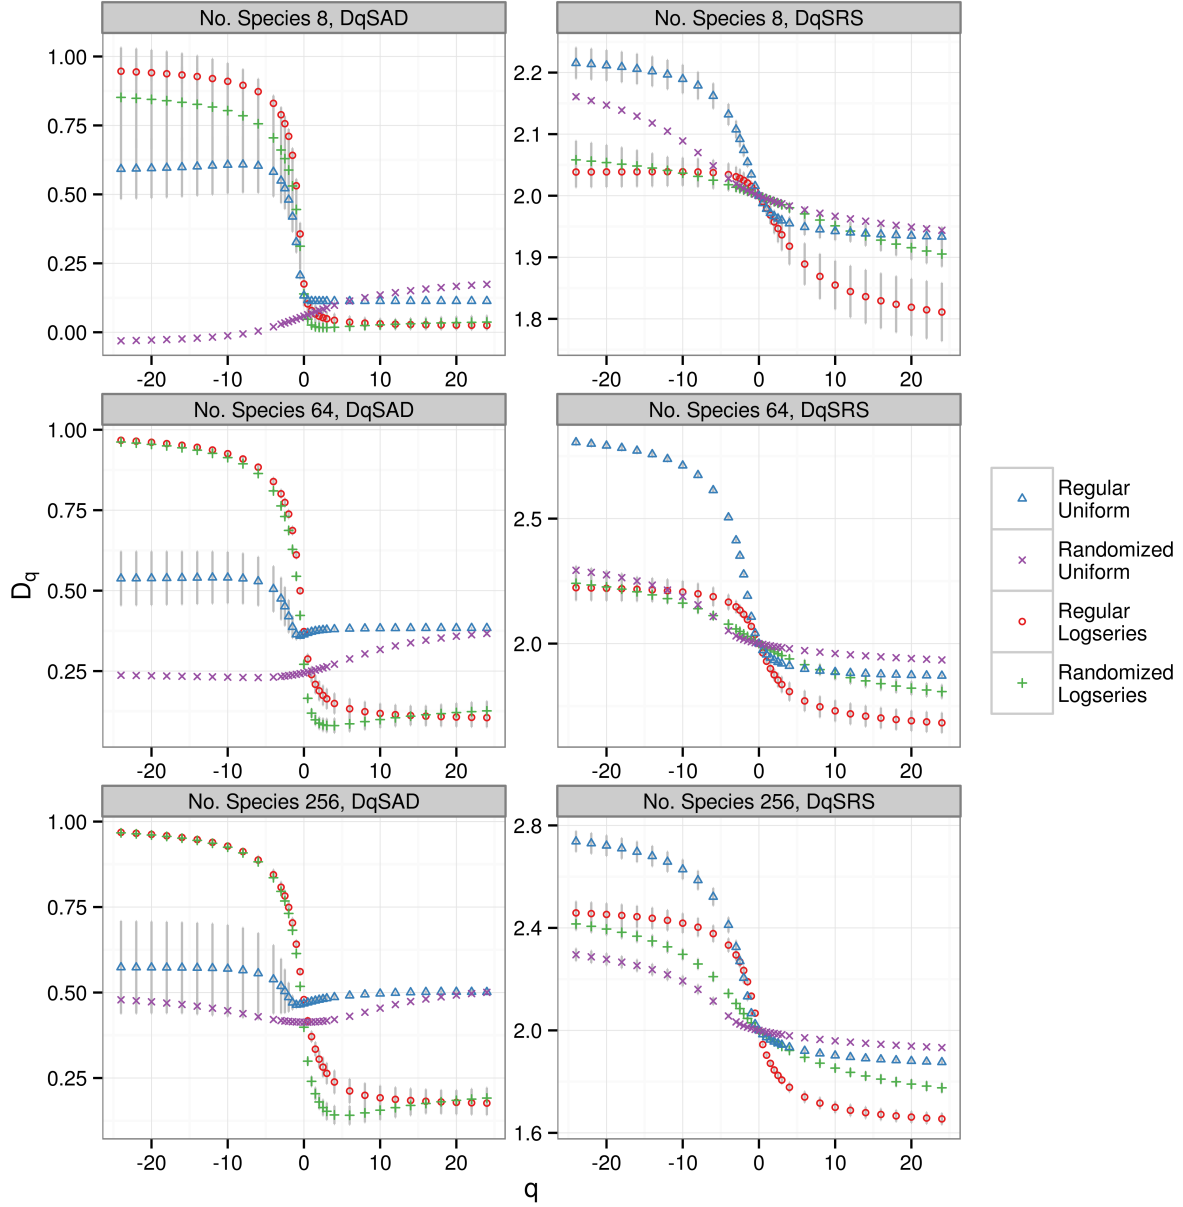 No. Species 8, DqSAD
No. Species 8, DqSRS
1.00
0.75
0.50
0.25
0.00
-20 -10 0 10 20
2.2
2.1
2.0
1.9
1.8
-20 -10 0 10 20
No. Species 64, DqSAD
No. Species 64, DqSRS
1.00
0.75
0.50
0.25
-20 -10 0 10 20
2.5
2.0
-20 -10 0 10 20
No. Species 256, DqSAD
No. Species 256, DqSRS
1.00
0.75
0.50
0.25
-20 -10 0 10 20
2.8
2.4
2.0
1.6
-20 -10 0 10 20
Dq
q
Regular
Uniform
Randomized
Uniform
Regular
Logseries
Randomized
Logseries